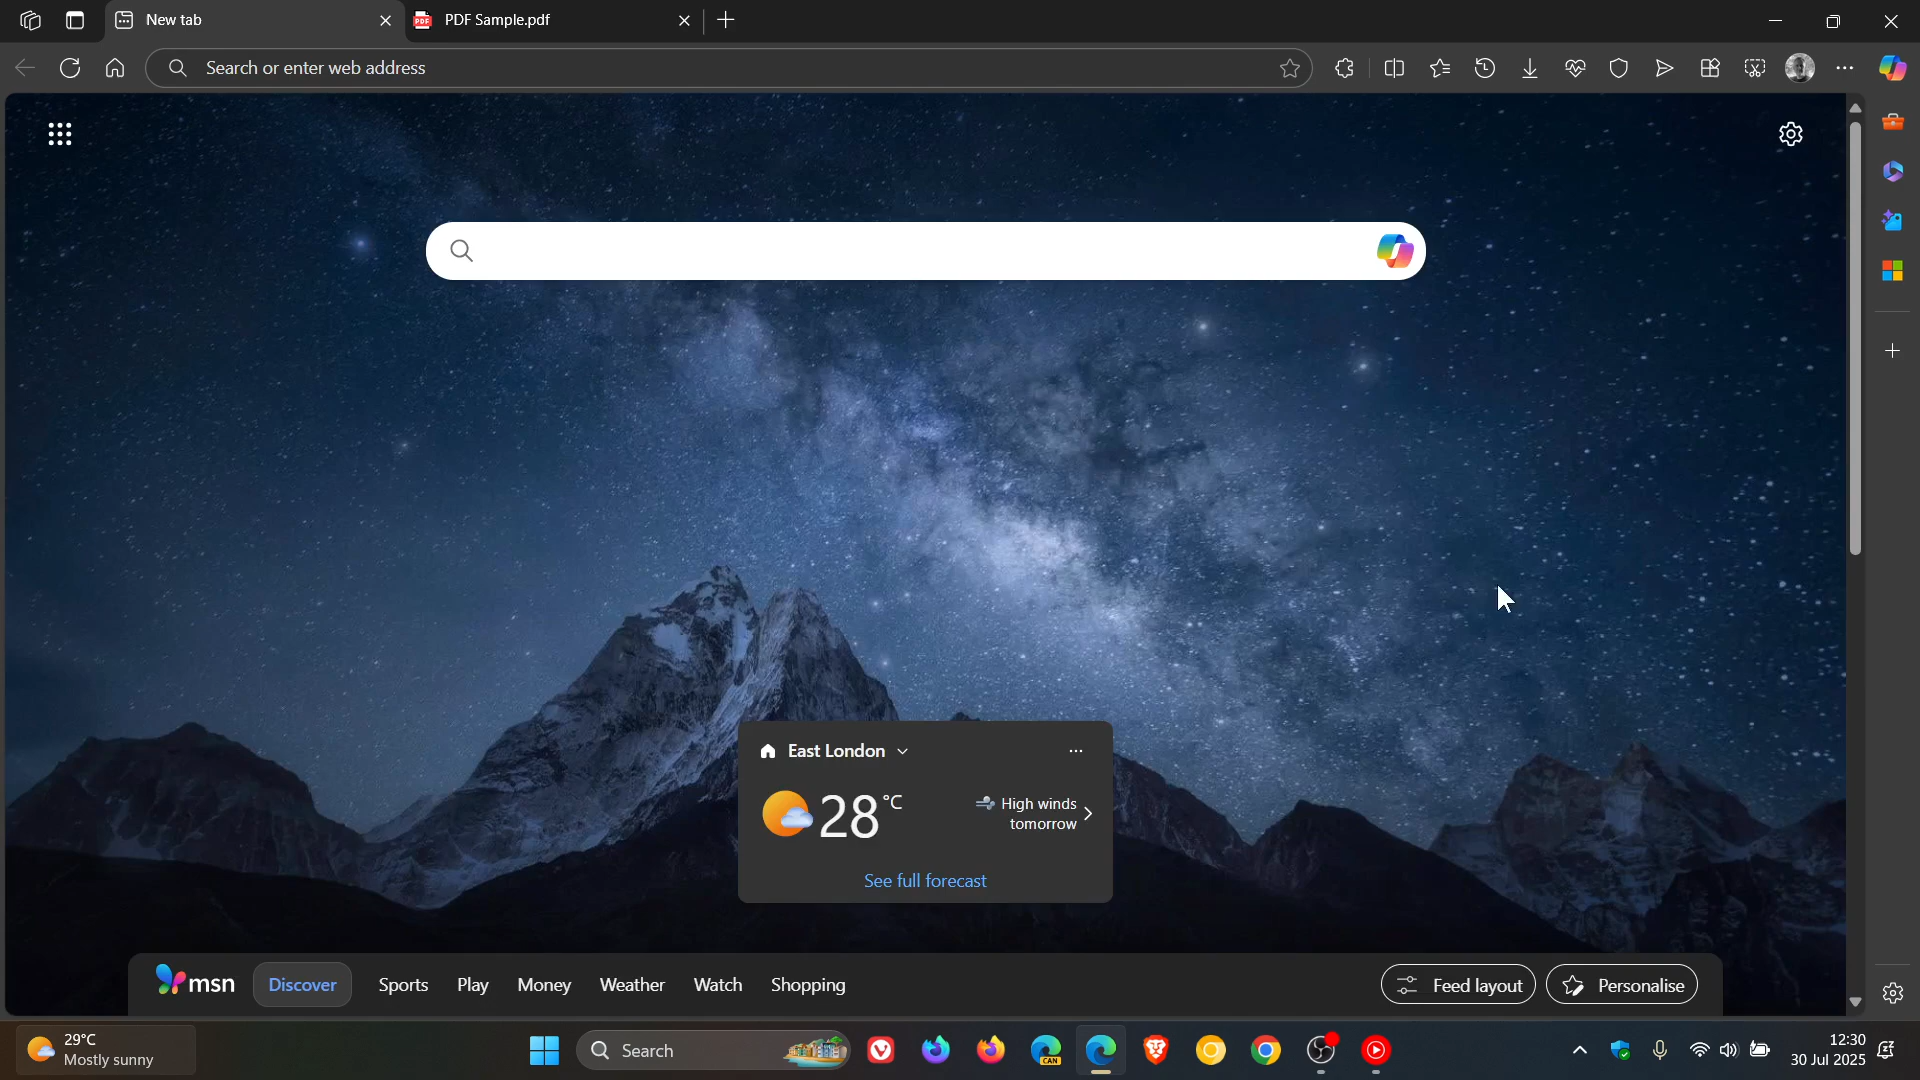 New tab
PDF Sample.pdf
Search or enter web address
East London
28 °C
High winds
tomorrow
See full forecast
msn
Discover
Sports
Play
Money
Weather
Watch
Shopping
Feed layout
Personalise
29°C
Mostly sunny
Search
CAN
12:30
30 Jul 2025